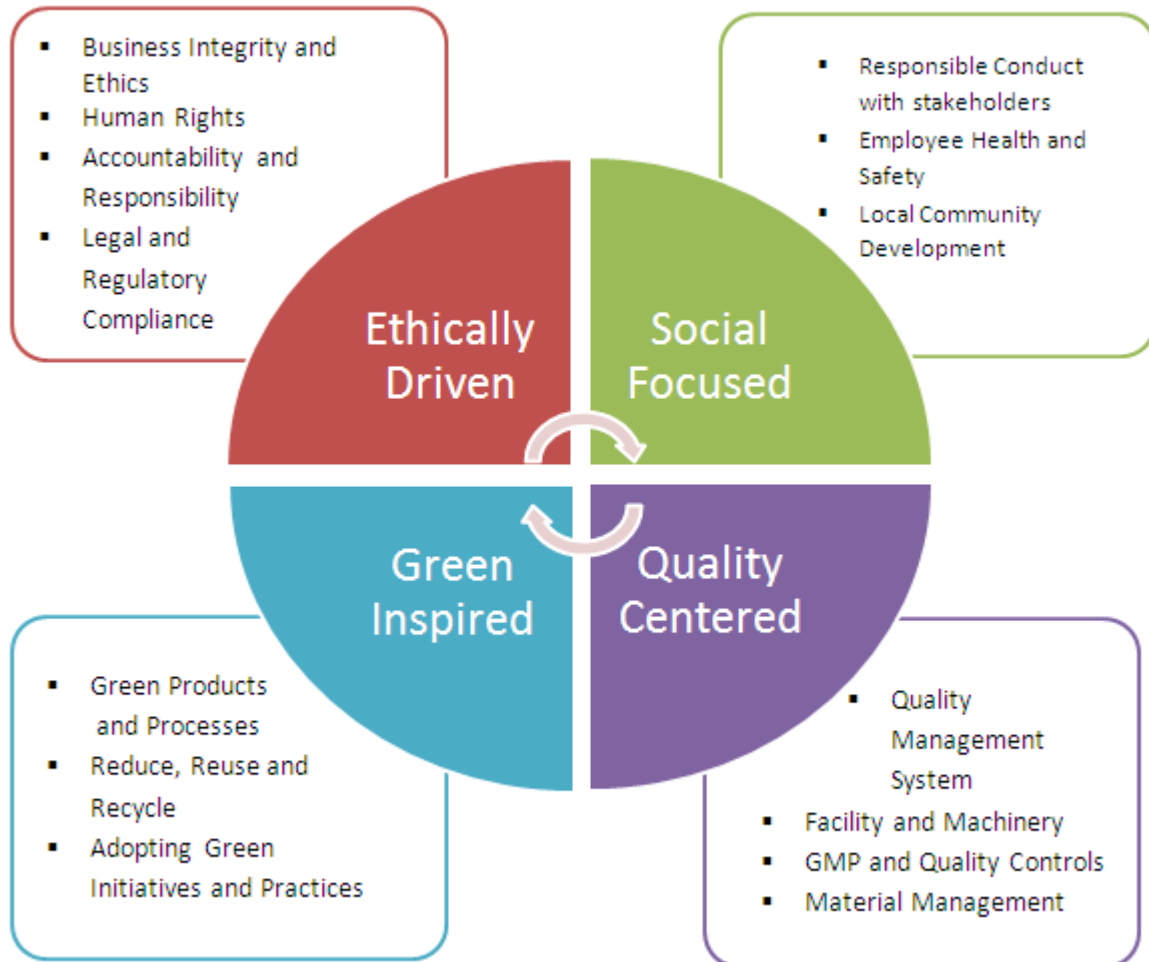 ▪ Business Integrity and
Ethics
▪ Human Rights
▪ Accountability and
Responsibility
▪ Legal and
Regulatory
Compliance
▪ Responsible Conduct
with stakeholders
▪ Employee Health and
Safety
▪ Local Community
Development
Ethically
Driven
Social
Focused
Green
Inspired
Quality
Centered
▪ Green Products
and Processes
▪ Reduce, Reuse and
Recycle
▪ Adopting Green
Initiatives and Practices
▪ Quality
Management
System
▪ Facility and Machinery
▪ GMP and Quality Controls
▪ Material Management